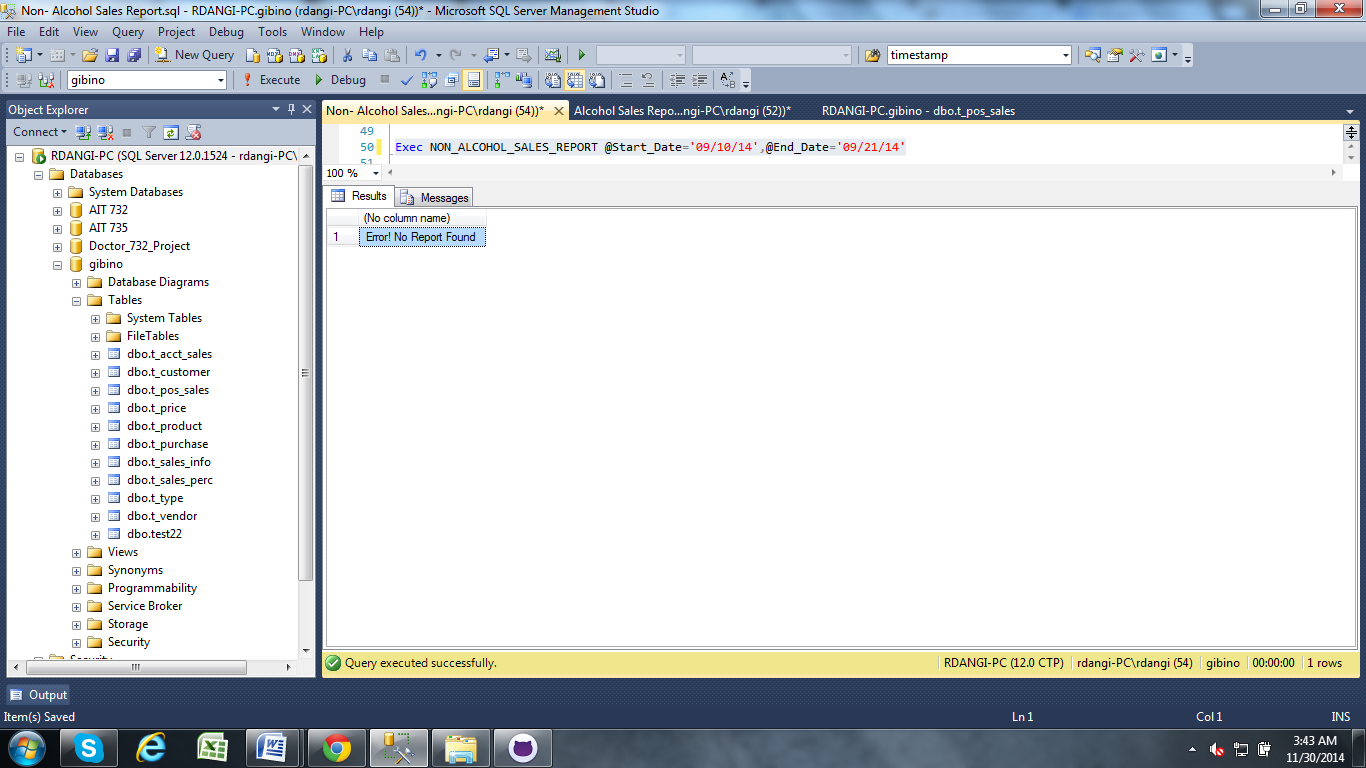 Non- Alcohol Sales Report.sql - RDANGI-PC.gibino (rdangi-PC\rdangi (54))* - Microsoft SQL Server Management Studio
File Edit View Query Project Debug Tools Window Help
New Query timestamp
gibino Execute Debug
Object Explorer
Non- Alcohol Sales...ngi-PC\rdangi (54))* Alcohol Sales Repo...ngi-PC\rdangi (52))* RDANGI-PC.gibino - dbo.t_pos_sales
Connect
49
50 Exec NON_ALCOHOL_SALES_REPORT @Start_Date='09/10/14',@End_Date='09/21/14'
51
100 %
Results Messages
(No column name)
1 Error! No Report Found
RDANGI-PC (SQL Server 12.0.1524 - rdangi-PC\
Databases
System Databases
AIT 732
AIT 735
Doctor_732_Project
gibino
Database Diagrams
Tables
System Tables
FileTables
dbo.t_acct_sales
dbo.t_customer
dbo.t_pos_sales
dbo.t_price
dbo.t_product
dbo.t_purchase
dbo.t_sales_info
dbo.t_sales_perc
dbo.t_type
dbo.t_vendor
dbo.test22
Views
Synonyms
Programmability
Service Broker
Storage
Security
Security
Query executed successfully. RDANGI-PC (12.0 CTP) rdangi-PC\rdangi (54) gibino 00:00:00 1 rows
Output
Item(s) Saved Ln 1 Col 1 INS
3:43 AM
11/30/2014